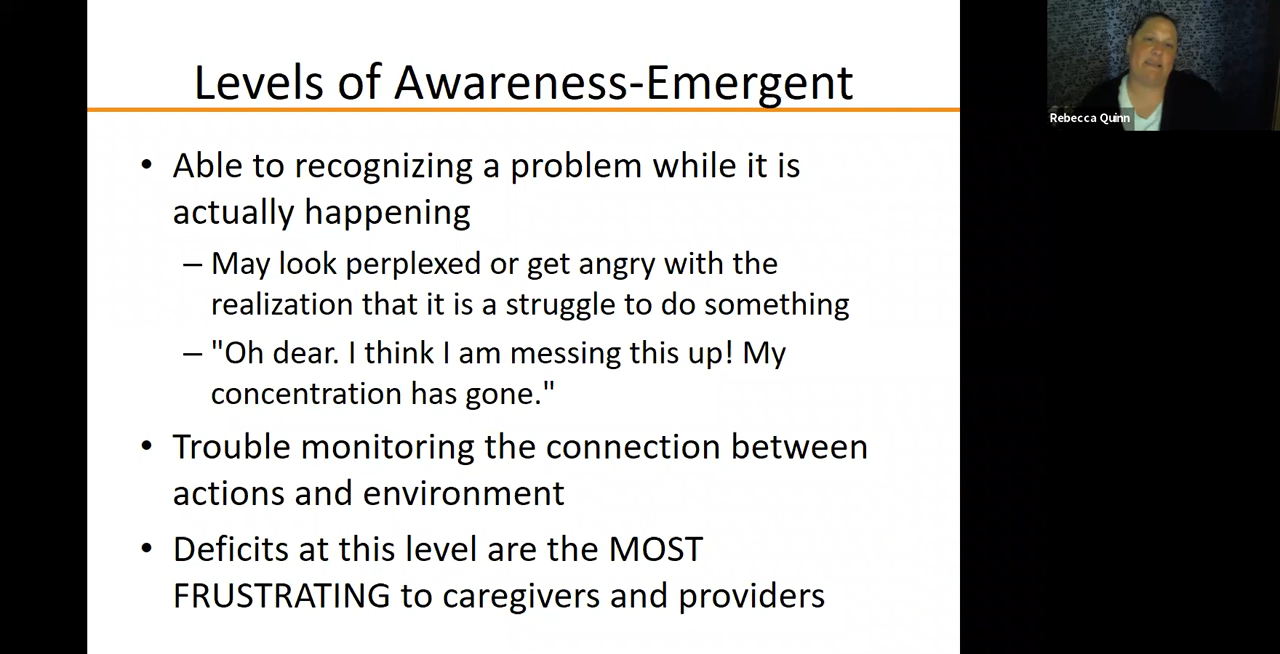 Levels of Awareness-Emergent
• Able to recognizing a problem while it is
actually happening
– May look perplexed or get angry with the
realization that it is a struggle to do something
– "Oh dear. I think I am messing this up! My
concentration has gone."
• Trouble monitoring the connection between
actions and environment
• Deficits at this level are the MOST
FRUSTRATING to caregivers and providers
Rebecca Quinn